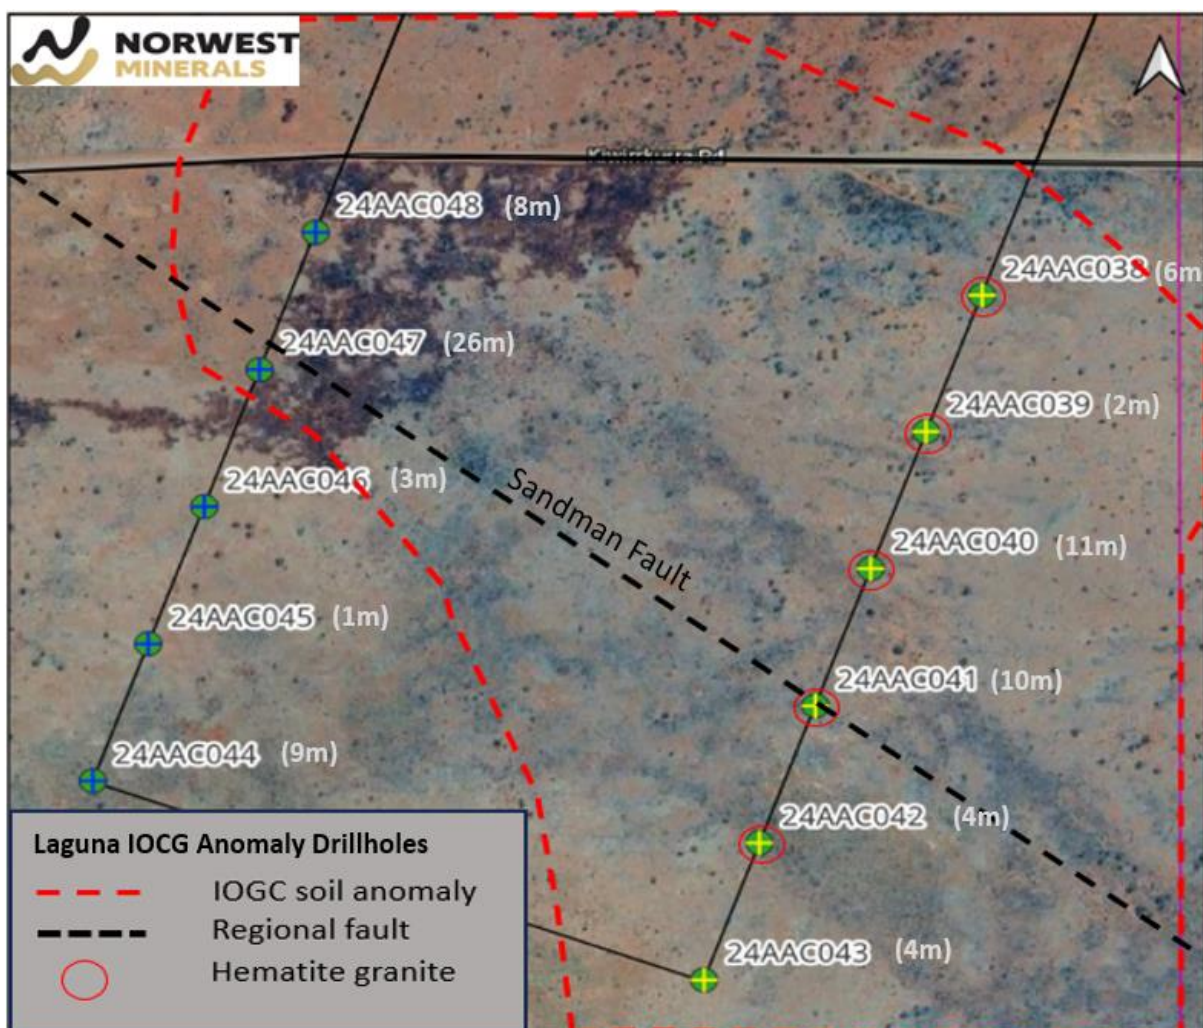 NORWEST
MINERALS
24AAC048 (8m)
24AAC038 (6m
24AAC047 (26m)
24AAC039 (2m)
24AAC046 (3m)
Sandman Fault
24AAC040 (11m)
24AAC045 (1m)
24AAC041 (10m)
24AAC044 (9m)
24AAC042 (4m)
24AAC043 (4m)
Laguna IOCG Anomaly Drillholes
IOGC soil anomaly
Regional fault
Hematite granite